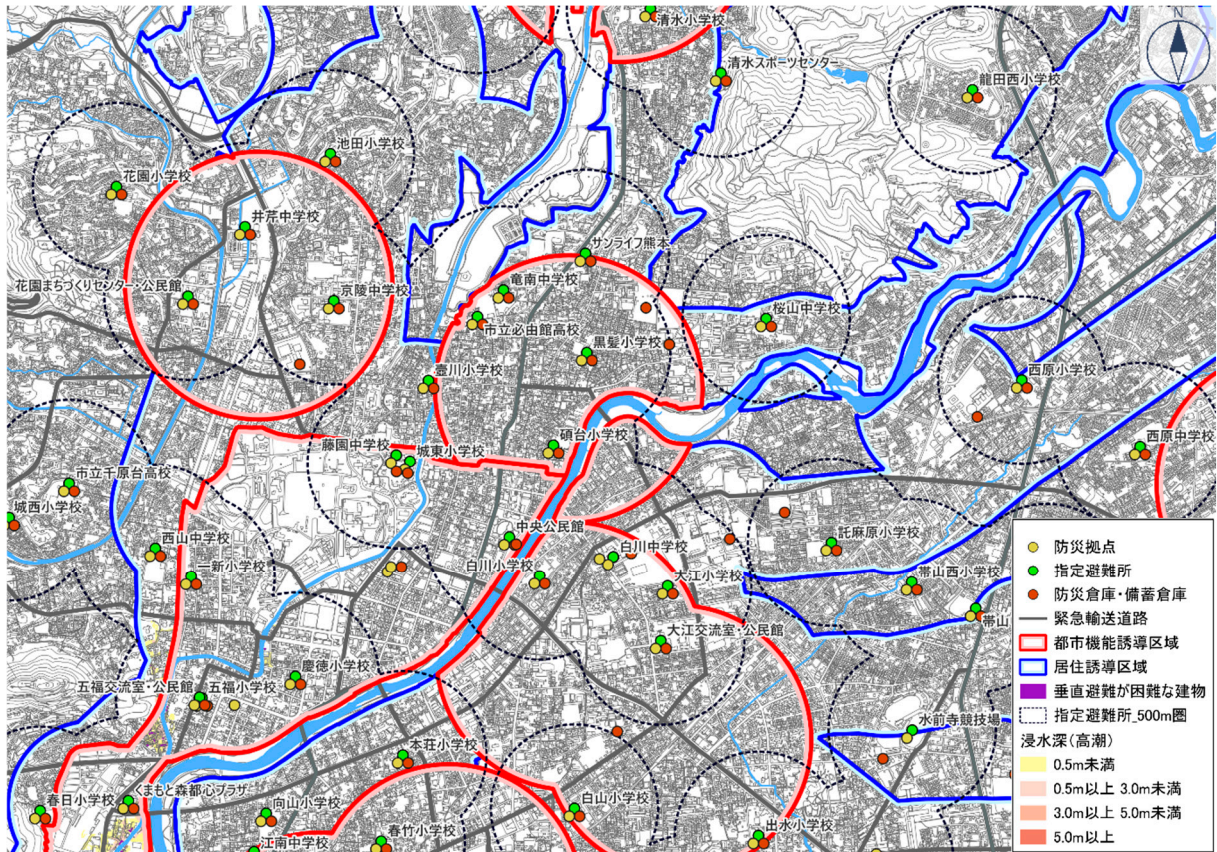 N
清水小学校
清水スポーツセンター
龍田西小学校
池田小学校
花園小学校
井芹中学校
サンライフ熊本
花園まちづくりセンター・公民館
京陵中学校
竜南中学校
市立必由館高校
桜山中学校
黒髪小学校
壺川小学校
西原小学校
藤園中学校
城東小学校
碩台小学校
西原中学校
市立千原台高校
城西小学校
中央公民館
白川中学校
託麻原小学校
西山中学校
一新小学校
白川小学校
大江小学校
帯山西小学校
帯山
大江交流室・公民館
慶徳小学校
五福交流室・公民館
五福小学校
水前寺競技場
本荘小学校
春日小学校
くまもと森都心プラザ
向山小学校
白山小学校
江南中学校
春竹小学校
出水小学校
防災拠点
指定避難所
防災倉庫・備蓄倉庫
緊急輸送道路
都市機能誘導区域
居住誘導区域
垂直避難が困難な建物
指定避難所_500m圏
浸水深(高潮)
0.5m未満
0.5m以上 3.0m未満
3.0m以上 5.0m未満
5.0m以上